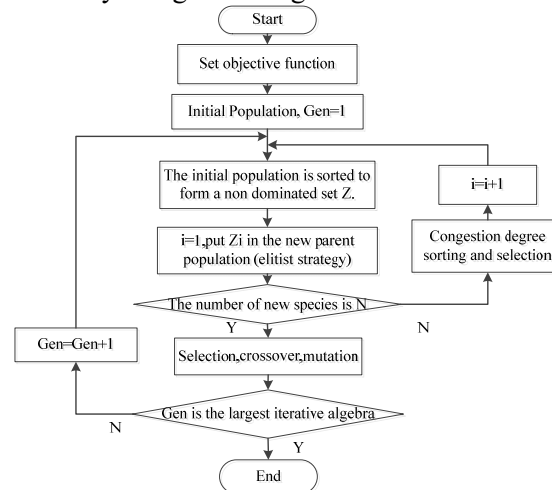 Start
Set objective function
Initial Population, Gen=1
The initial population is sorted to
form a non dominated set Z.
i=1,put Zi in the new parent
population (elitist strategy)
i=i+1
Congestion degree
sorting and selection
The number of new species is N
Y
N
Gen=Gen+1
Selection,crossover,mutation
Gen is the largest iterative algebra
N
Y
End